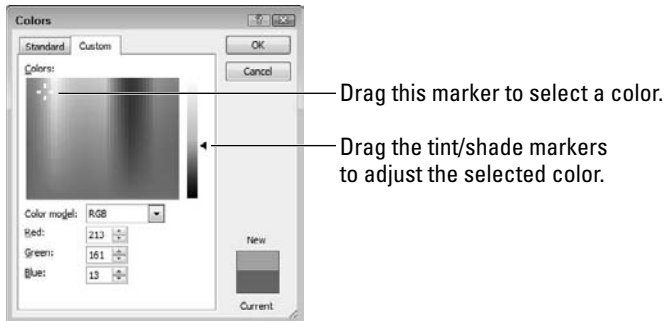 Colors
Standard Custom
OK
Colors:
Cancel
Drag this marker to select a color.
Drag the tint/shade markers
to adjust the selected color.
Color model: RGB
Red: 213
Green: 161
Blue: 13
New
Current